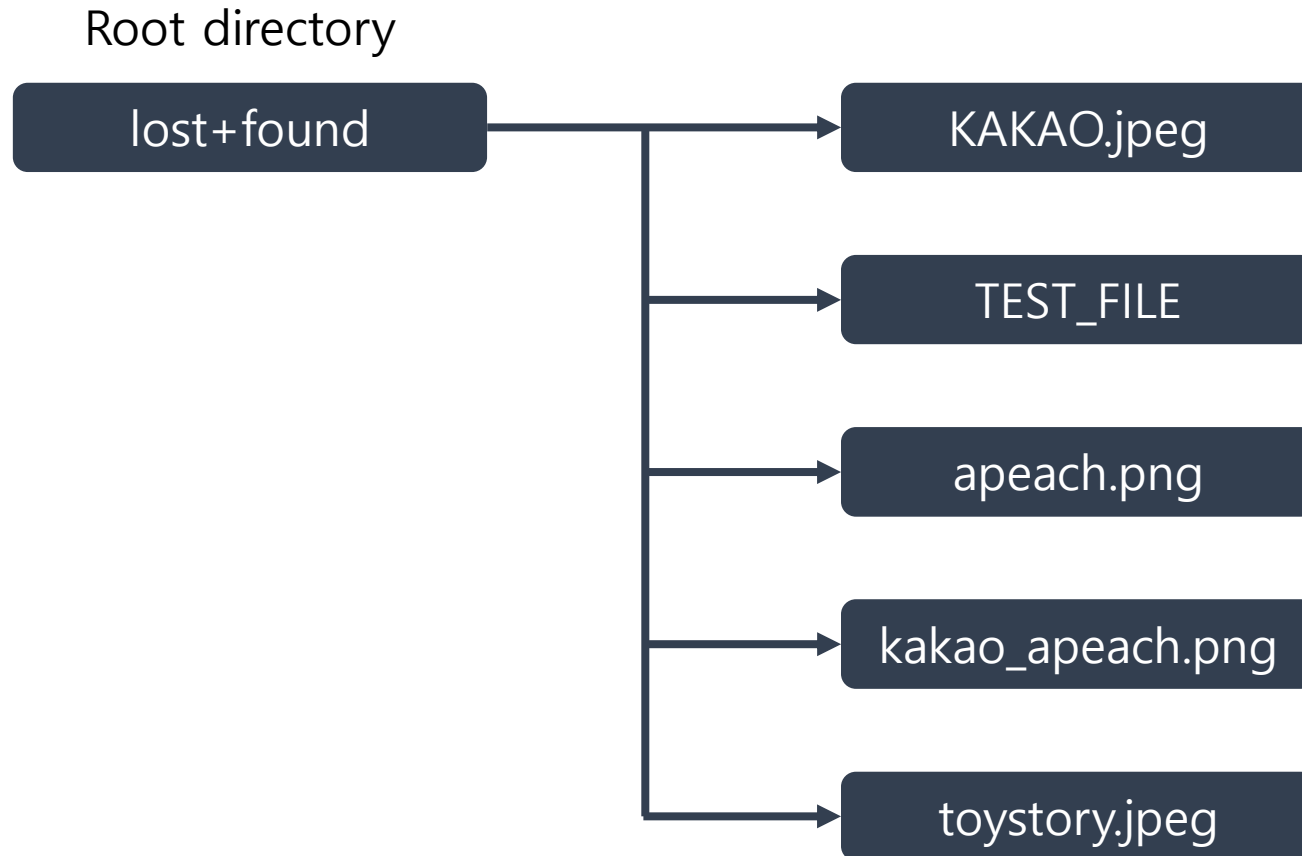 Root directory
lost+found
KAKAO.jpeg
TEST_FILE
apeach.png
kakao_apeach.png
toystory.jpeg